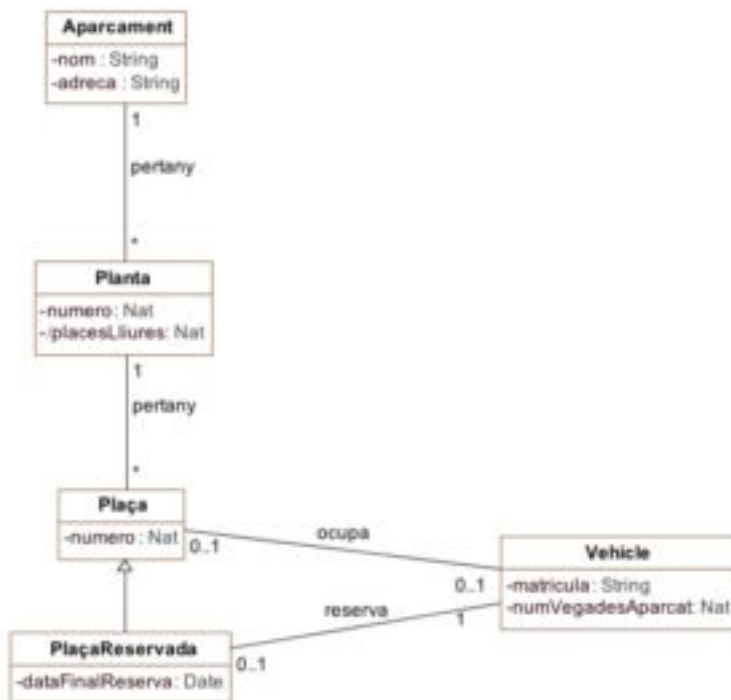 Aparcament
-nom : String
-adreca : String
1
pertany
*
Planta
-numero: Nat
-/placesLliures: Nat
1
pertany
*
Plaça
-numero : Nat
0..1
ocupa
0..1
Vehicle
-matricula: String
-numVegadesAparcat: Nat
reserva
1
PlaçaReservada
-dataFinalReserva: Date
0..1